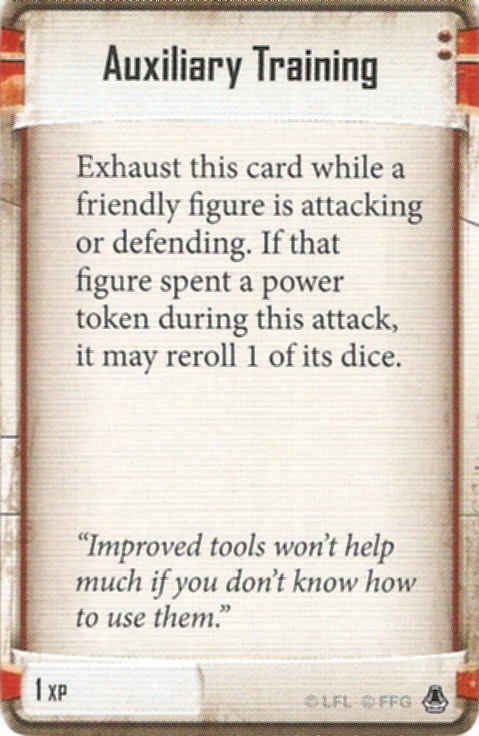 Auxiliary Training
Exhaust this card while a
friendly figure is attacking
or defending. If that
figure spent a power
token during this attack,
it may reroll 1 of its dice.
“Improved tools won’t help
much if you don’t know how
to use them.”
1 XP
© LFL © FFG